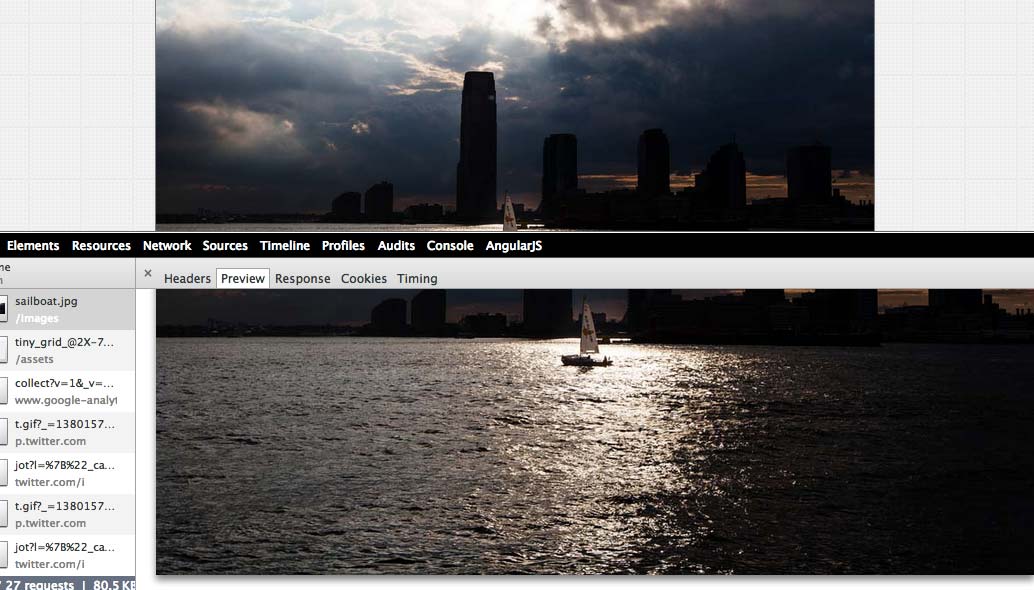 Elements Resources Network Sources Timeline Profiles Audits Console AngularJS
× Headers Preview Response Cookies Timing
sailboat.jpg
/images
tiny_grid_@2X-7...
/assets
collect?v=1&_v=...
www.google-analyt
t.gif?_=1380157...
p.twitter.com
jot?l=%7B%22_ca...
twitter.com/i
t.gif?_=1380157...
p.twitter.com
jot?l=%7B%22_ca...
twitter.com/i
27 requests | 80.5 KB